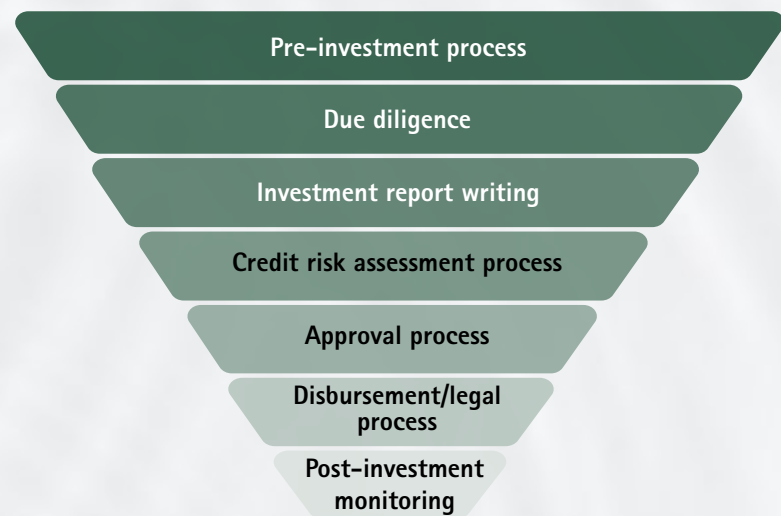 Pre-investment process
Due diligence
Investment report writing
Credit risk assessment process
Approval process
Disbursement/legal
process
Post-investment
monitoring